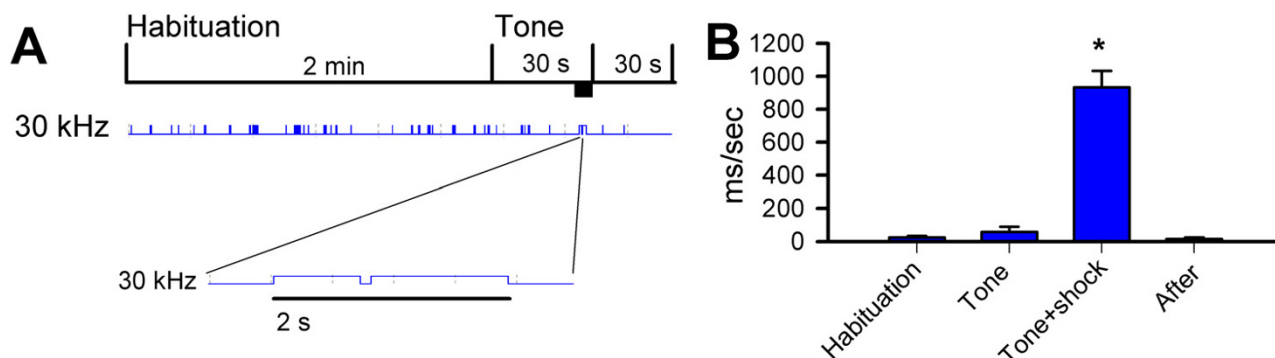 A
Habituation
Tone
2 min
30 s
30 s
30 kHz
30 kHz
2 s
B
1200
1000
800
600
400
200
0
ms/sec
*
Habituation
Tone
Tone+shock
After